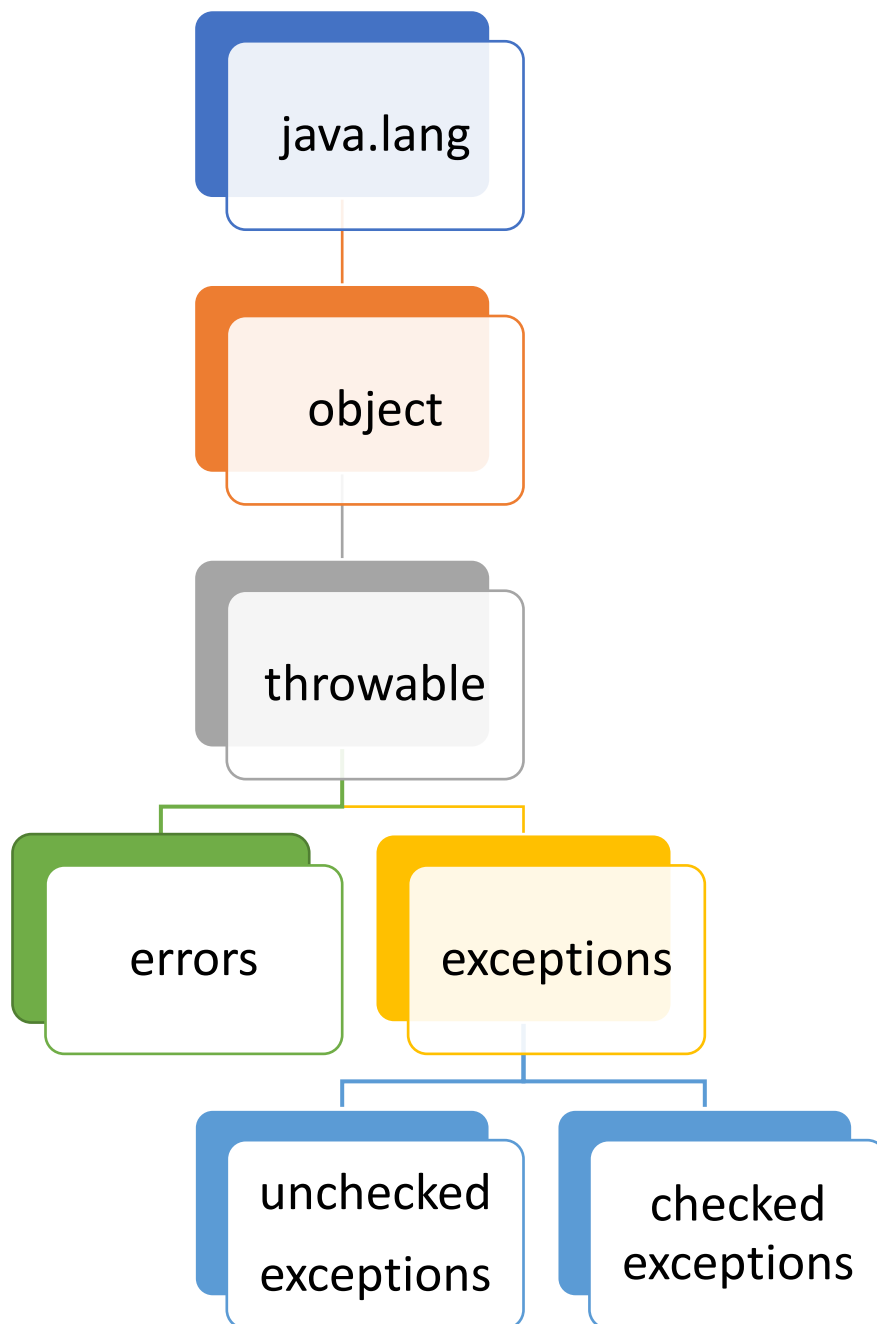 java.lang
object
throwable
errors
exceptions
unchecked
exceptions
checked
exceptions